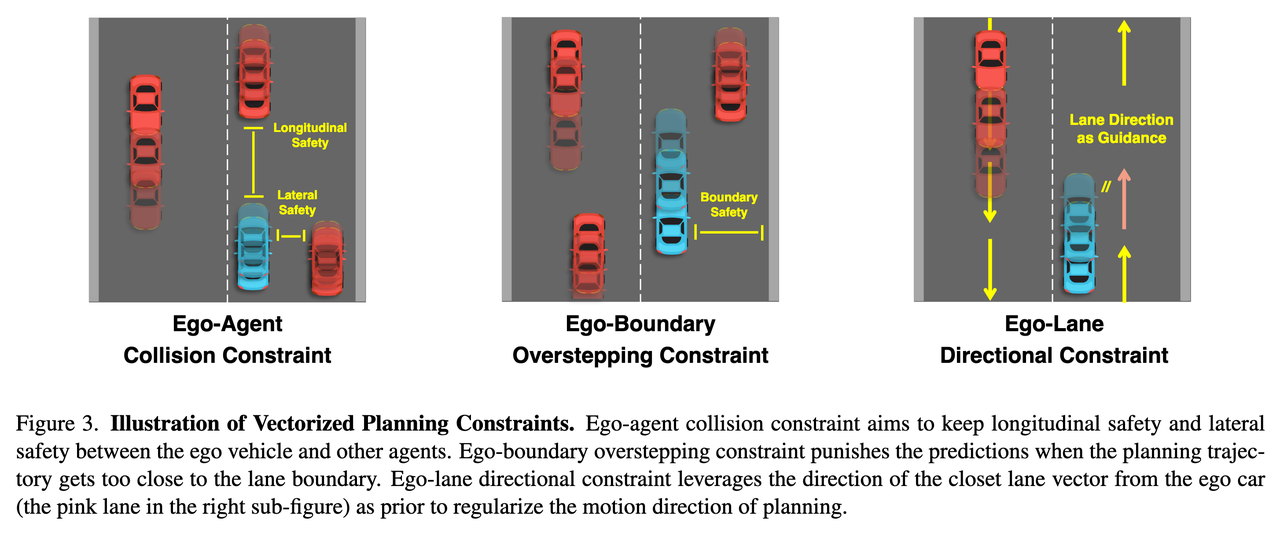 Longitudinal
Safety
Lateral
Safety
Ego-Agent
Collision Constraint
Boundary
Safety
Ego-Boundary
Overstepping Constraint
Lane Direction
as Guidance
//
Ego-Lane
Directional Constraint
Figure 3. Illustration of Vectorized Planning Constraints. Ego-agent collision constraint aims to keep longitudinal safety and lateral
safety between the ego vehicle and other agents. Ego-boundary overstepping constraint punishes the predictions when the planning trajec-
tory gets too close to the lane boundary. Ego-lane directional constraint leverages the direction of the closet lane vector from the ego car
(the pink lane in the right sub-figure) as prior to regularize the motion direction of planning.